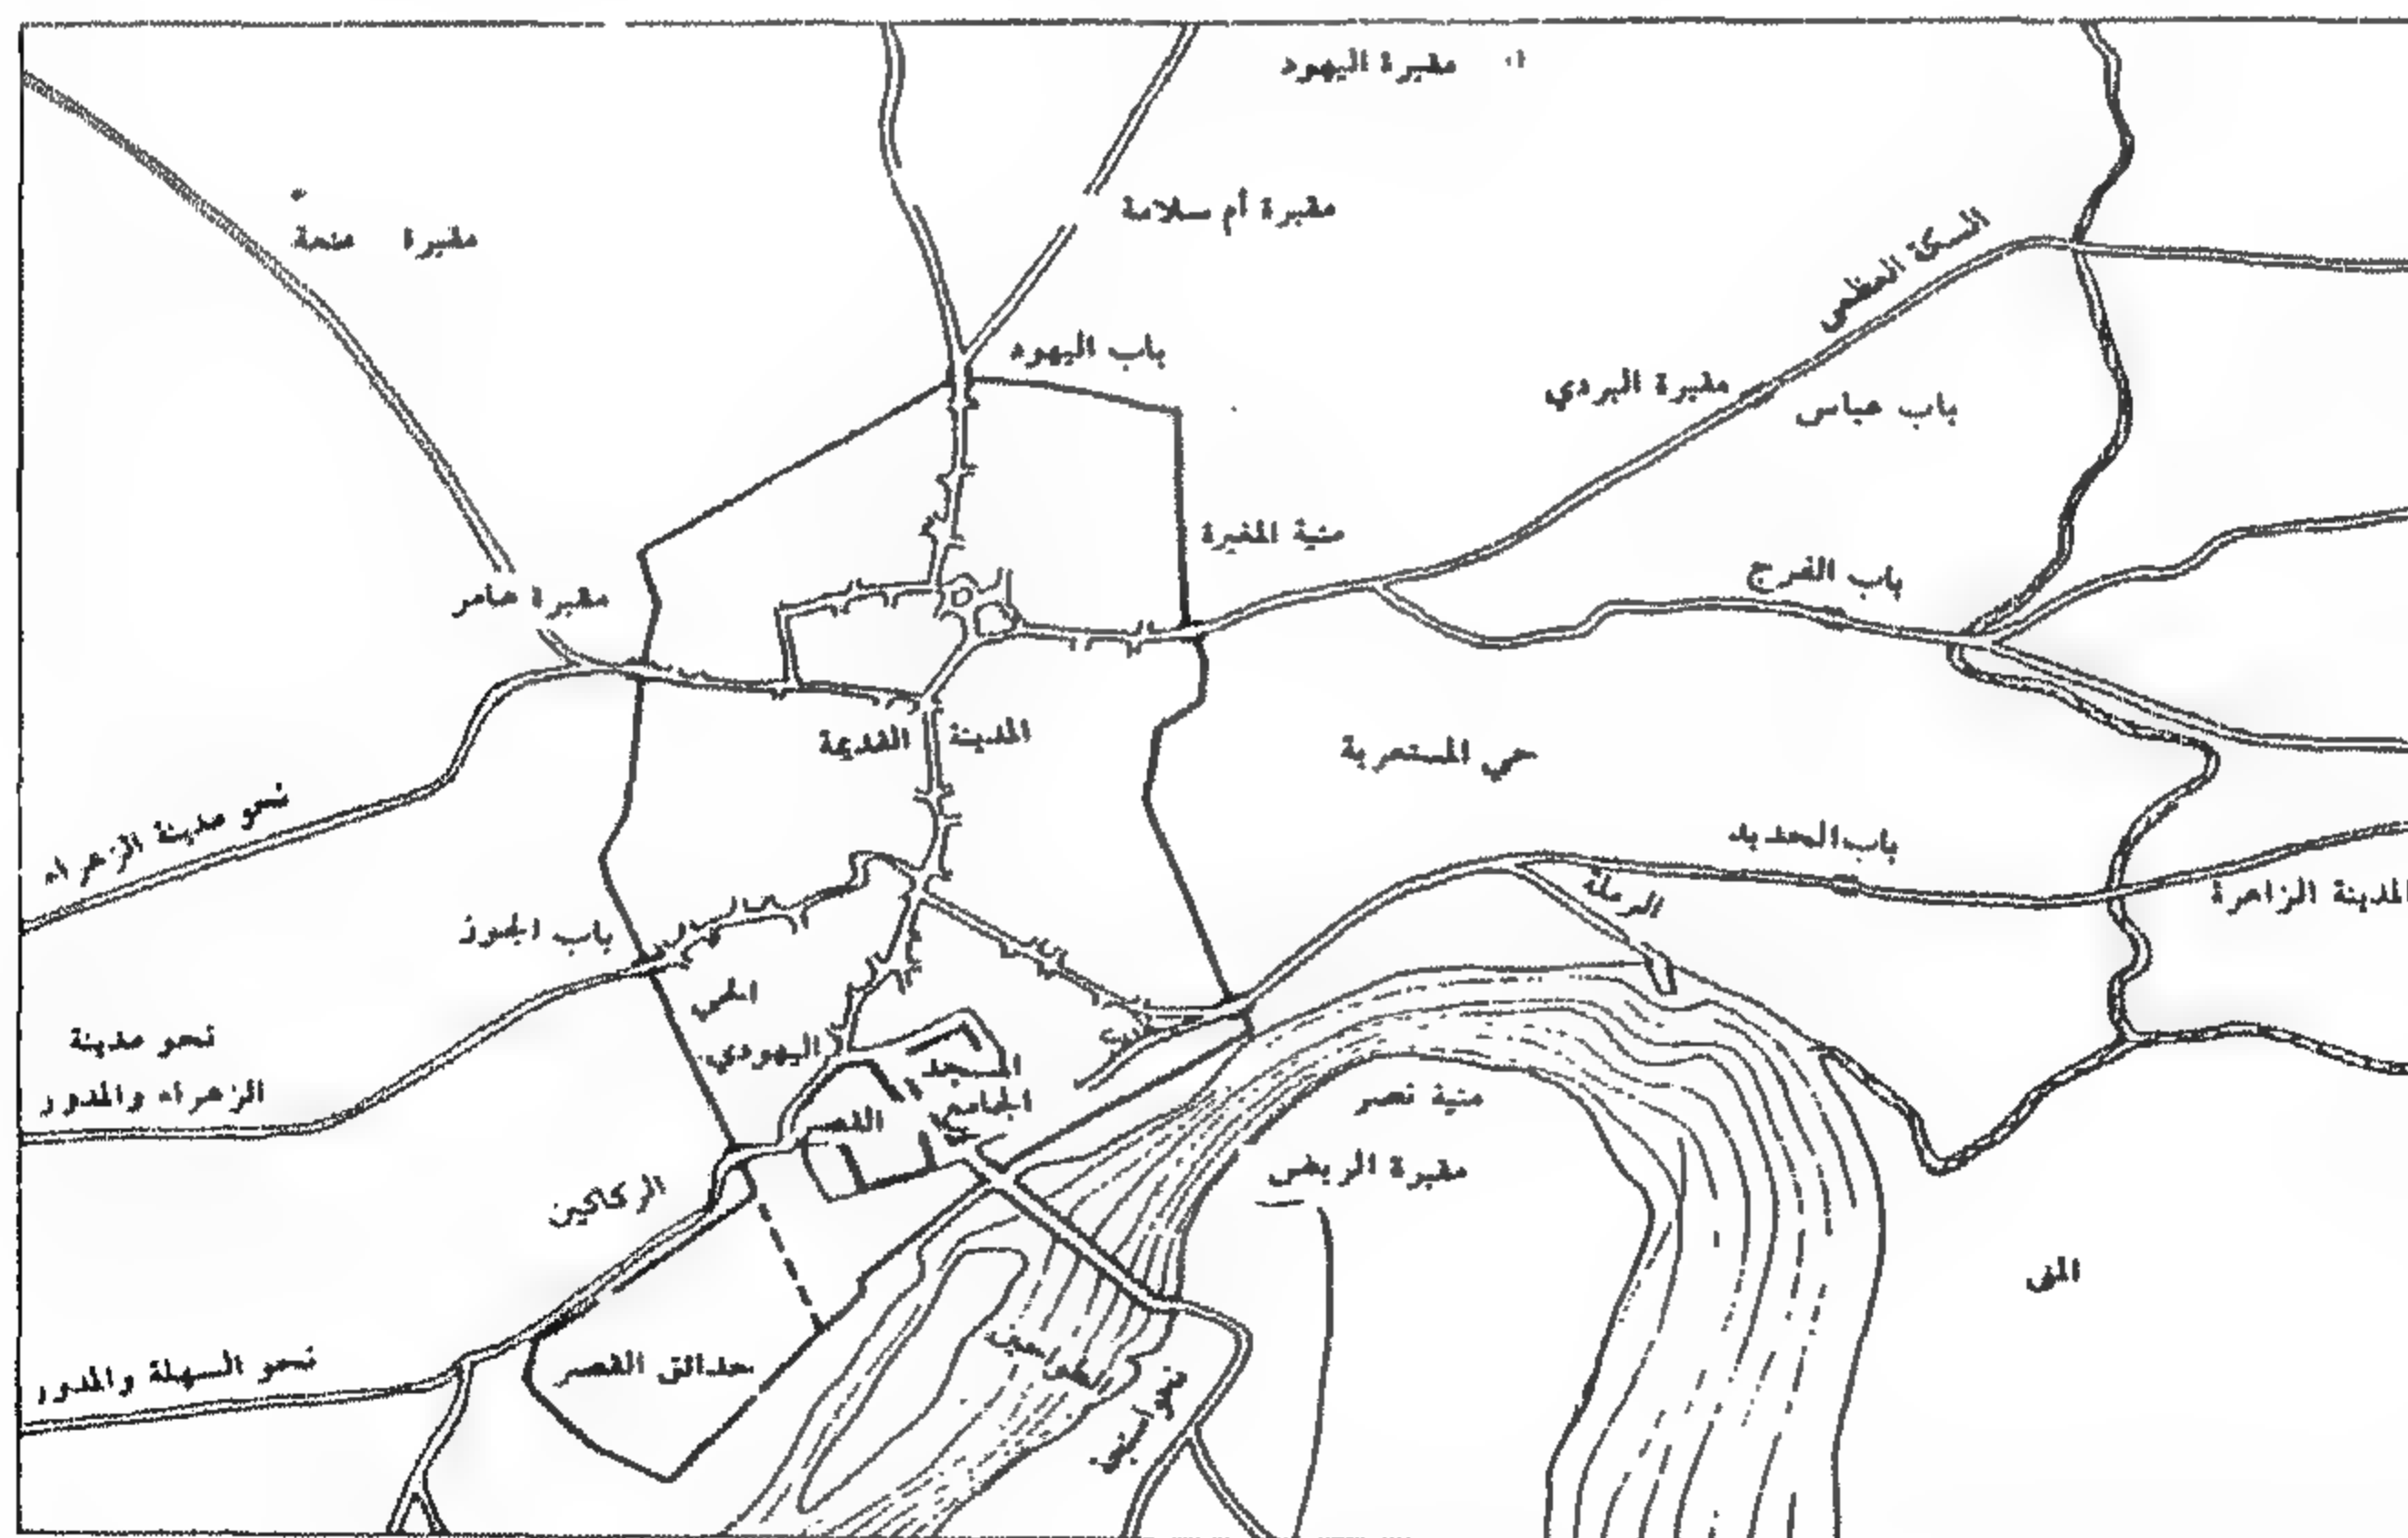 مقبرة اليهود
مقبرة أم سلامة
مقبرة متعة
السكة العظمى
باب اليهود
مقبرة البردي
باب عباس
منية المغيرة
باب الفرج
مقبرة عامر
المدينة القديمة
حي المستعربة
نحو مدينة الزهراء
باب الحديد
الرملة
المدينة الزاهرة
باب الجوز
الحي
اليهودي
نحو مدينة
الزهراء والمدور
المسجد
الجامع
القصر
منية نصر
مقبرة الربض
الركاكين
حدائق القصر
نحو السهلة والمدور